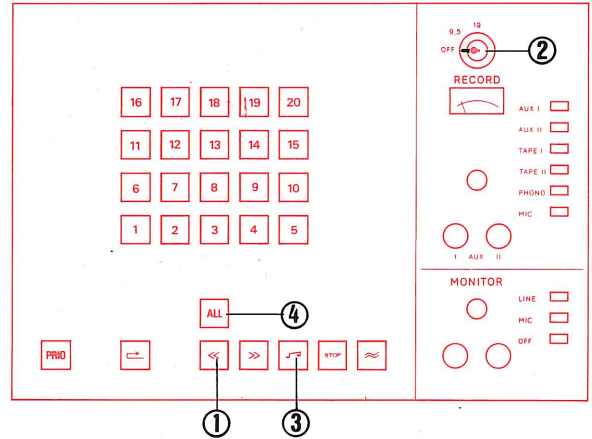 9,5 19
OFF
②
RECORD
AUX I
AUX II
TAPE I
TAPE II
PHONO
MIC
I AUX II
16 17 18 19 20
11 12 13 14 15
6 7 8 9 10
1 2 3 4 5
ALL
④
PRIO
<<
>>
STOP
≈
①
③
MONITOR
LINE
MIC
OFF